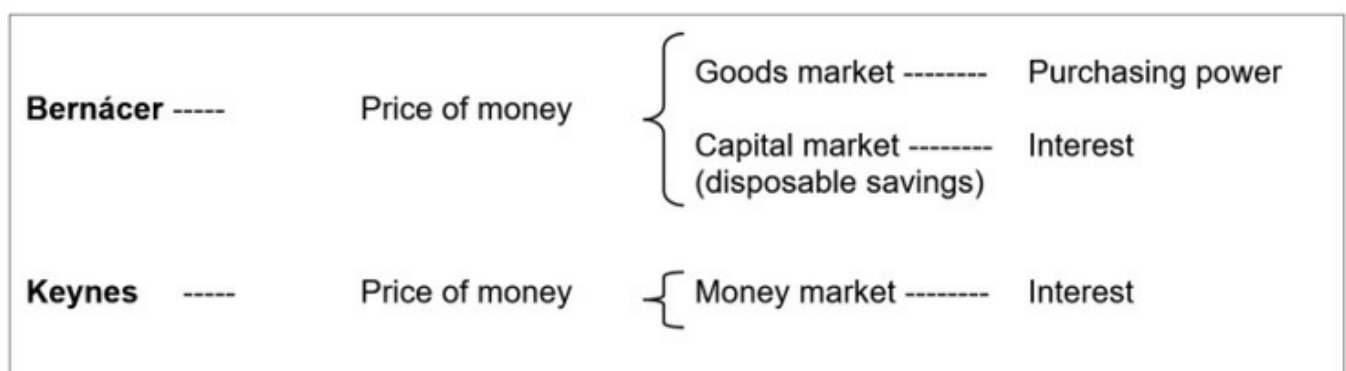 Goods market -------- Purchasing power
Bernácer ----- Price of money
Capital market -------- Interest
(disposable savings)
Keynes ----- Price of money Money market -------- Interest